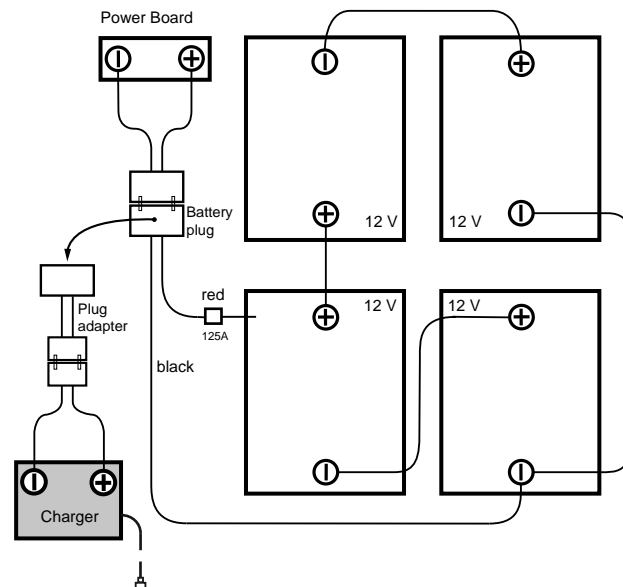 Power Board
12 V
12 V
Battery
plug
Plug
adapter
red
125A
12 V
12 V
black
Charger